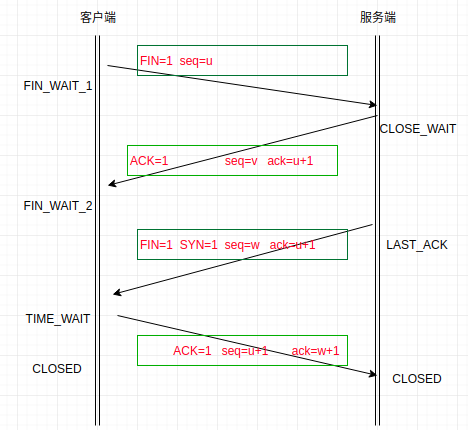 客户端 服务端
FIN=1 seq=u
FIN_WAIT_1
CLOSE_WAIT
ACK=1 seq=v ack=u+1
FIN_WAIT_2
FIN=1 SYN=1 seq=w ack=u+1
LAST_ACK
TIME_WAIT
ACK=1 seq=u+1 ack=w+1
CLOSED
CLOSED